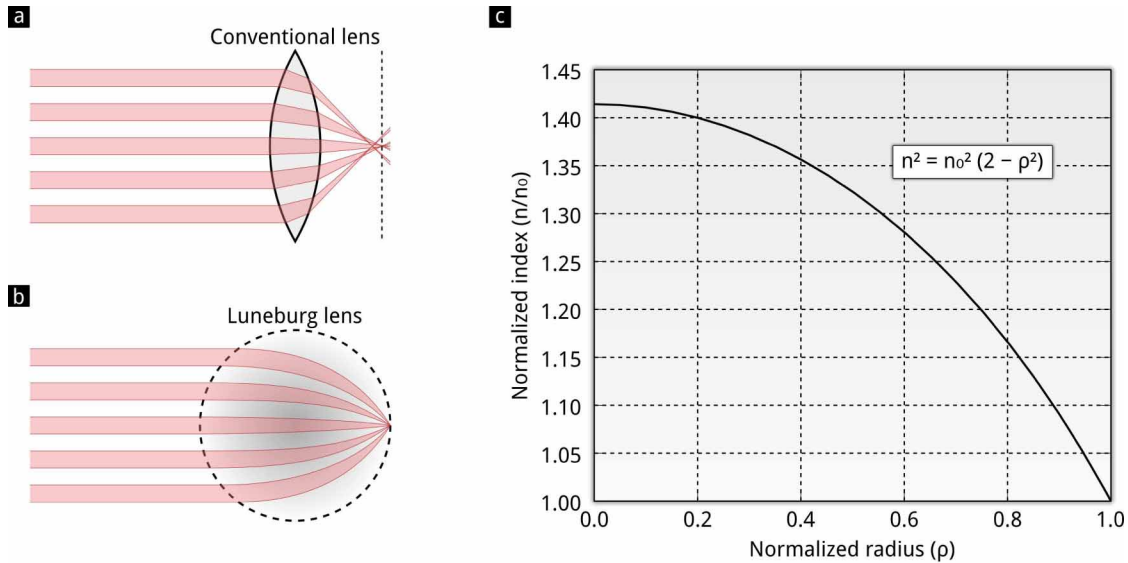 a
Conventional lens
b
Luneburg lens
c
Normalized index (n/n₀)
1.45
1.40
1.35
1.30
1.25
1.20
1.15
1.10
1.05
1.00
n² = n₀² (2 − ρ²)
0.0 0.2 0.4 0.6 0.8 1.0
Normalized radius (ρ)